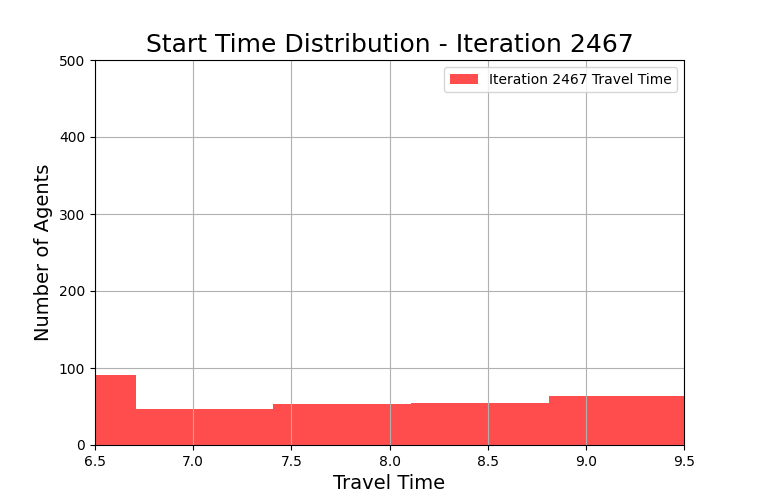 Start Time Distribution - Iteration 2467
Iteration 2467 Travel Time
Number of Agents
500
400
300
200
100
0
6.5 7.0 7.5 8.0 8.5 9.0 9.5
Travel Time